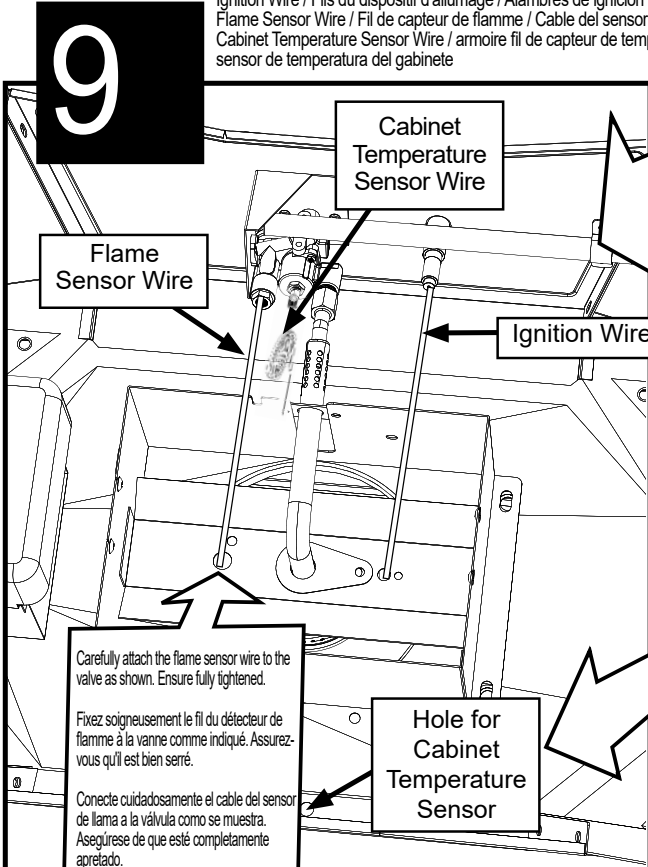 9
Ignition Wire / Fils du dispositif d'allumage / Alambres de ignición
Flame Sensor Wire / Fil de capteur de flamme / Cable del sensor
Cabinet Temperature Sensor Wire / armoire fil de capteur de
sensor de temperatura del gabinete
Cabinet
Temperature
Sensor Wire
Flame
Sensor Wire
Ignition Wire
Carefully attach the flame sensor wire to the
valve as shown. Ensure fully tightened.
Fixez soigneusement le fil du détecteur de
flamme à la vanne comme indiqué. Assurez-
vous qu'il est bien serré.
Conecte cuidadosamente el cable del sensor
de llama a la válvula como se muestra.
Asegúrese de que esté completamente
apretado.
Hole for
Cabinet
Temperature
Sensor